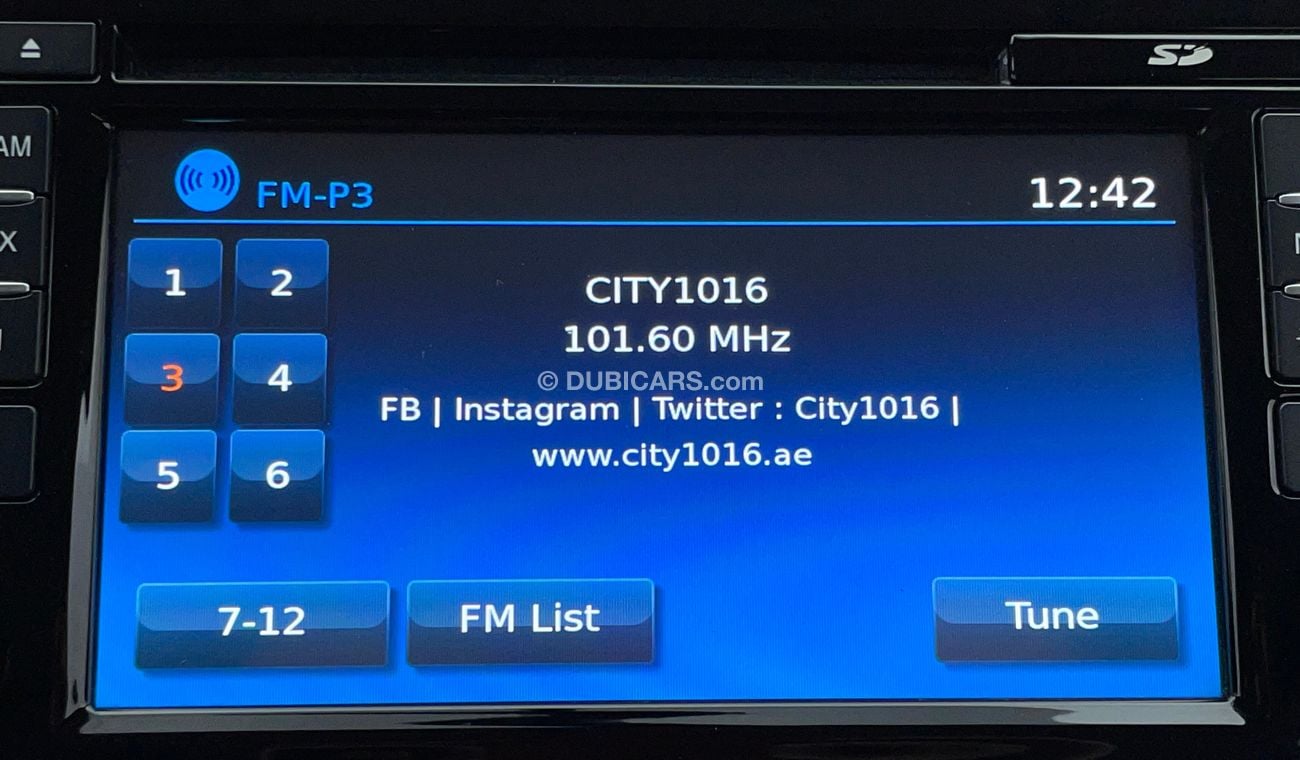 SD
AM
X
FM-P3
12:42
1
2
3
4
5
6
CITY1016
101.60 MHz
© DUBICARS.com
FB | Instagram | Twitter : City1016 |
www.city1016.ae
7-12
FM List
Tune